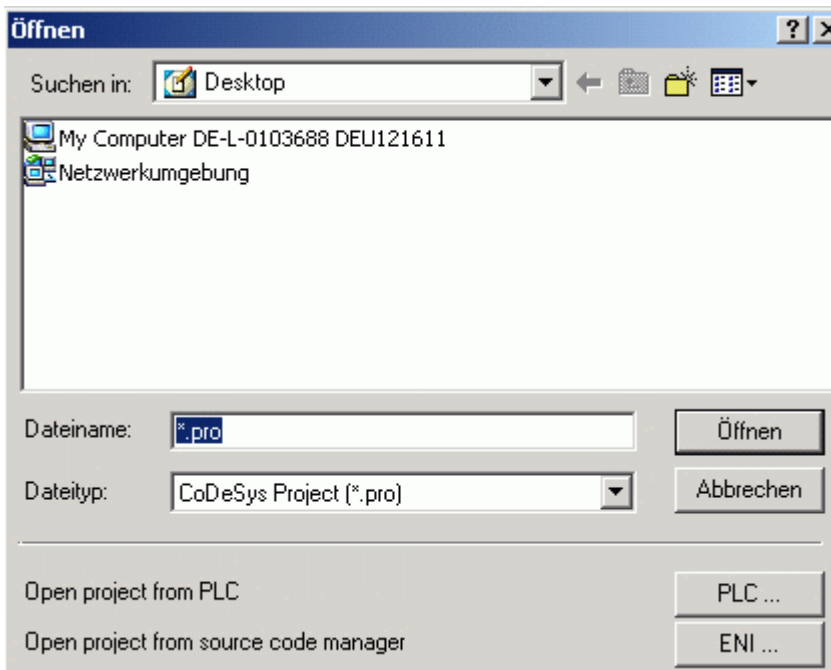 Öffnen
Suchen in: Desktop
My Computer DE-L-0103688 DEU121611
Netzwerkumgebung
Dateiname: *.pro Öffnen
Dateityp: CoDeSys Project (*.pro) Abbrechen
Open project from PLC PLC ...
Open project from source code manager ENI ...